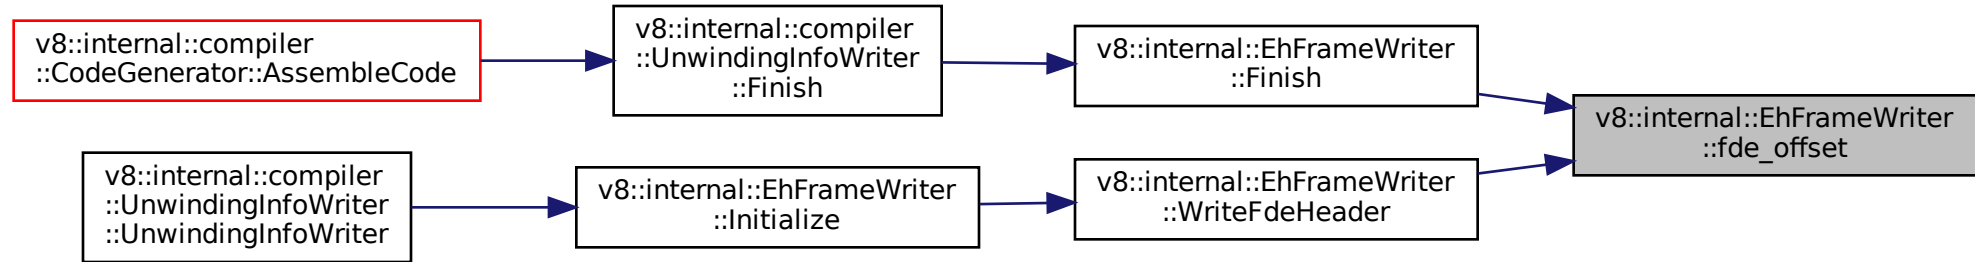 v8::internal::compiler
::CodeGenerator::AssembleCode
v8::internal::compiler
::UnwindingInfoWriter
::Finish
v8::internal::EhFrameWriter
::Finish
v8::internal::EhFrameWriter
::fde_offset
v8::internal::compiler
::UnwindingInfoWriter
::UnwindingInfoWriter
v8::internal::EhFrameWriter
::Initialize
v8::internal::EhFrameWriter
::WriteFdeHeader